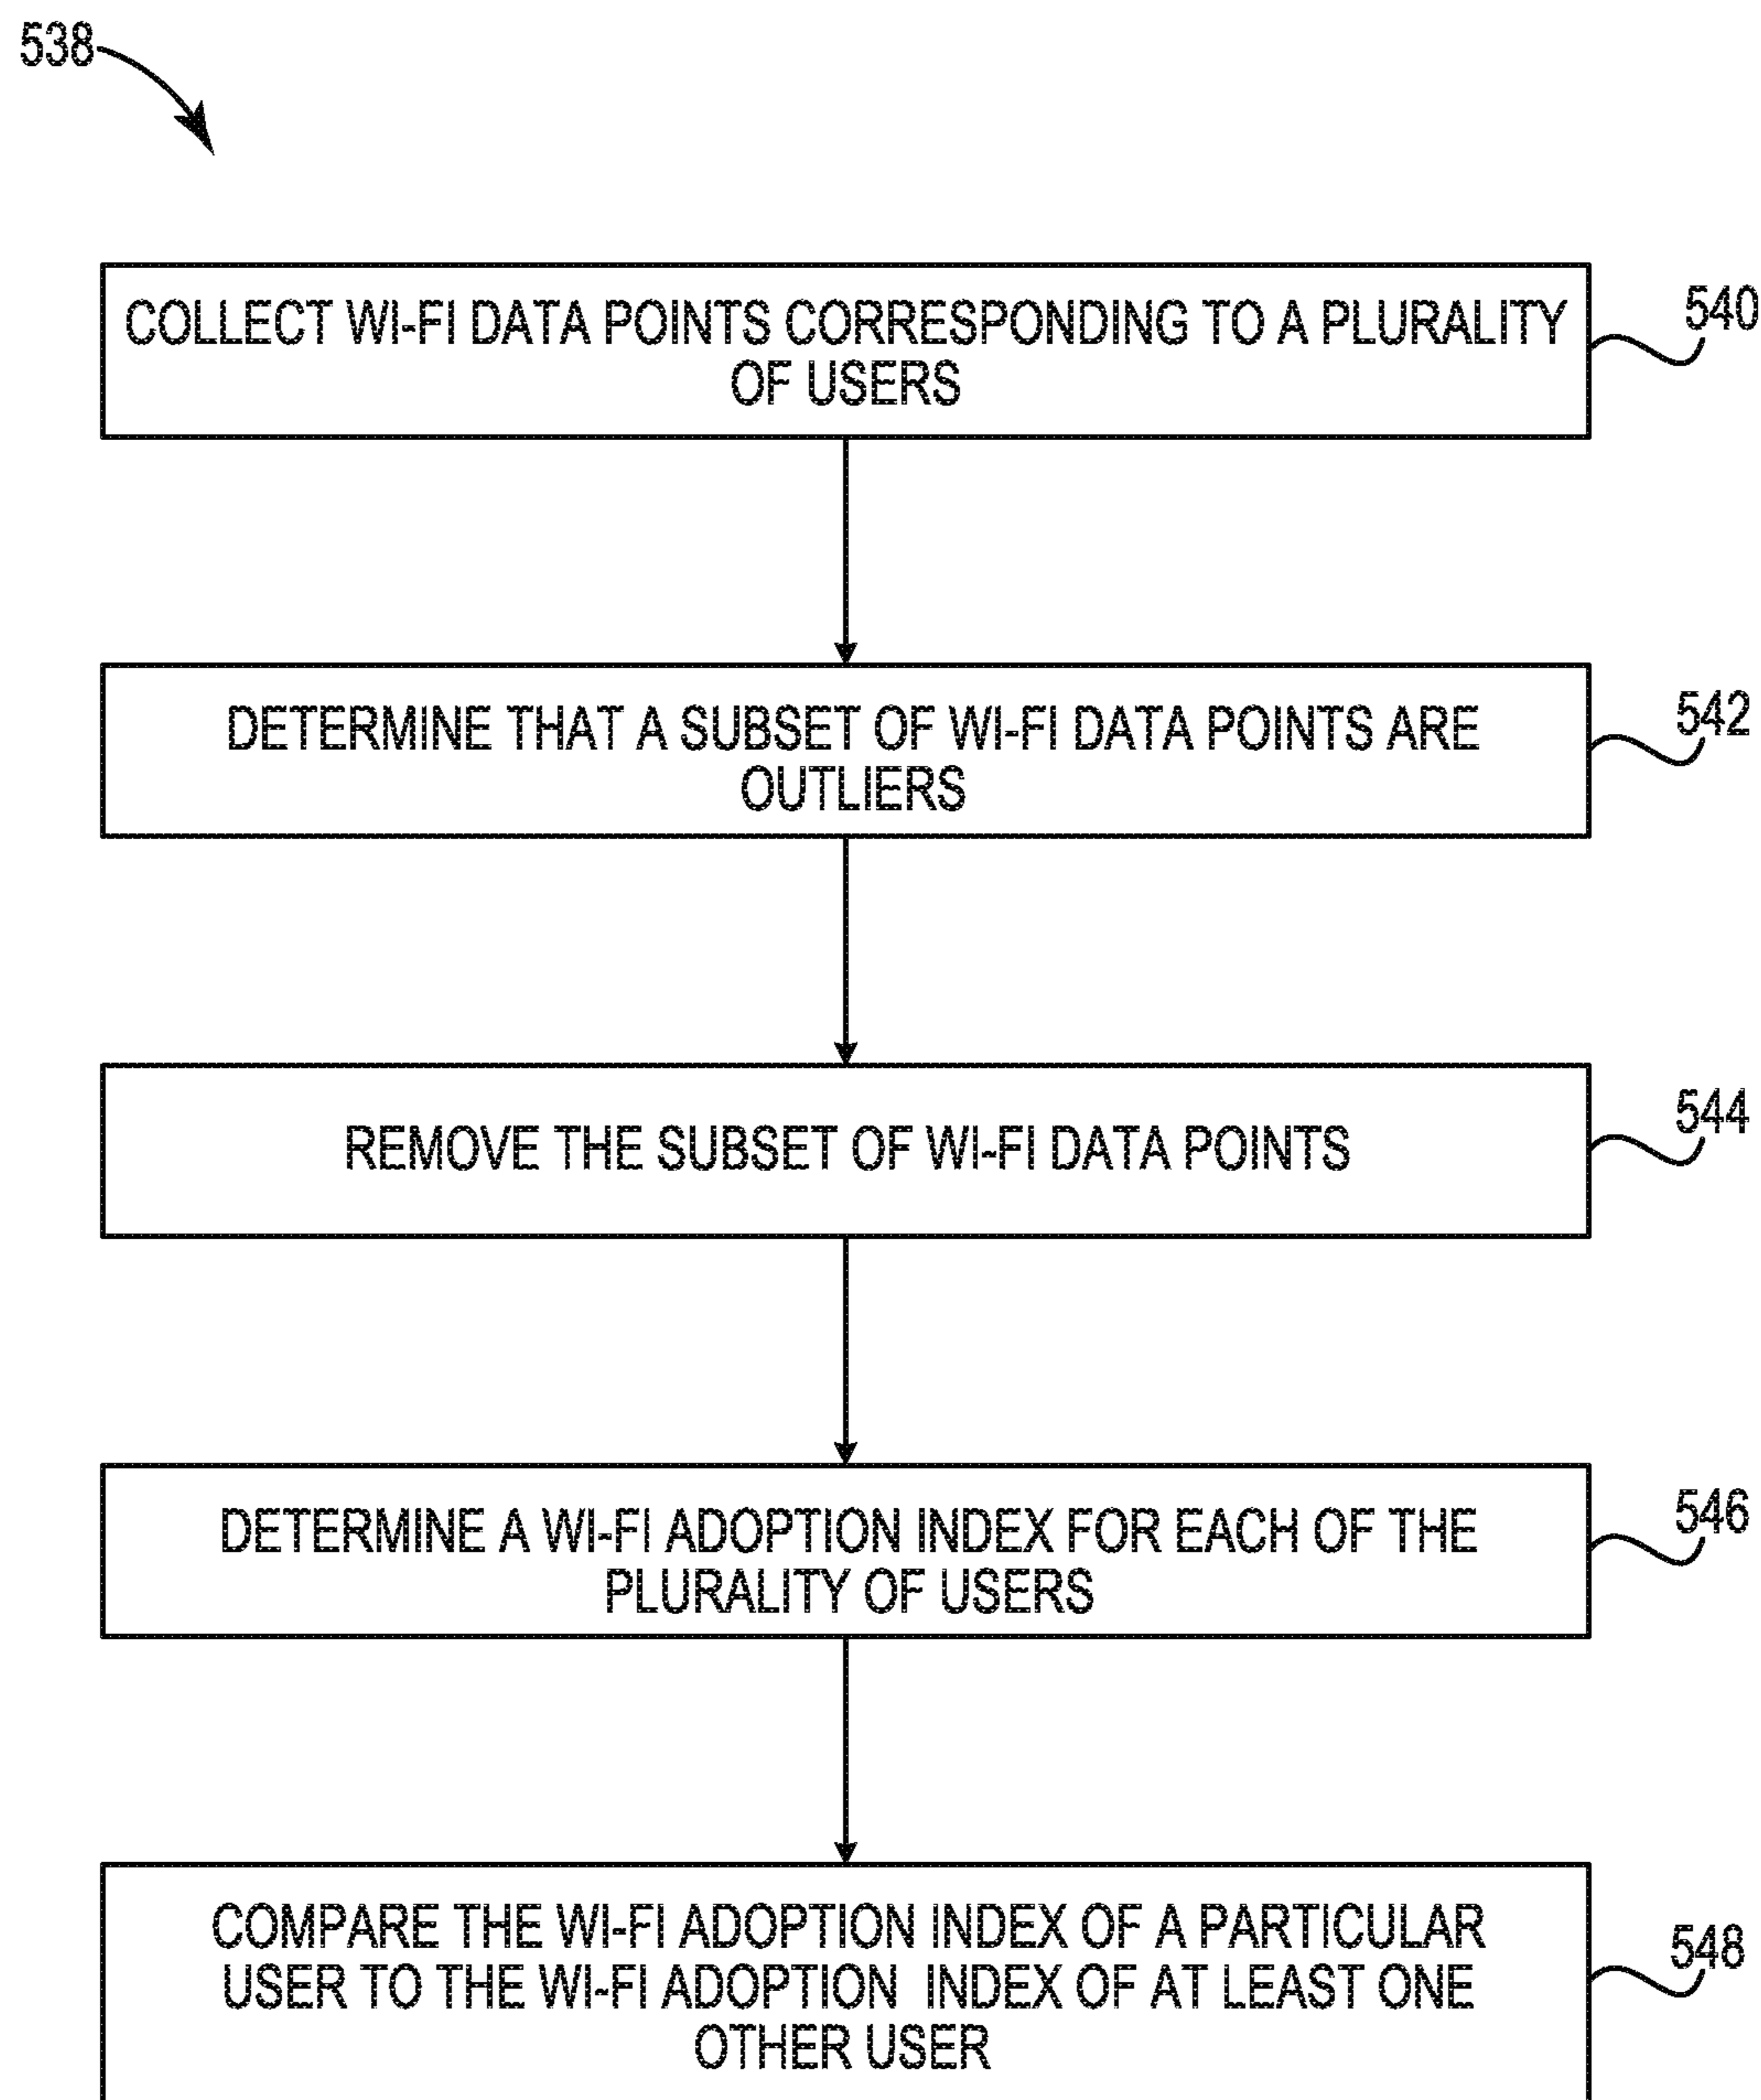 538
COLLECT WI-FI DATA POINTS CORRESPONDING TO A PLURALITY
OF USERS
540
DETERMINE THAT A SUBSET OF WI-FI DATA POINTS ARE
OUTLIERS
542
REMOVE THE SUBSET OF WI-FI DATA POINTS
544
DETERMINE A WI-FI ADOPTION INDEX FOR EACH OF THE
PLURALITY OF USERS
546
COMPARE THE WI-FI ADOPTION INDEX OF A PARTICULAR
USER TO THE WI-FI ADOPTION INDEX OF AT LEAST ONE
OTHER USER
548